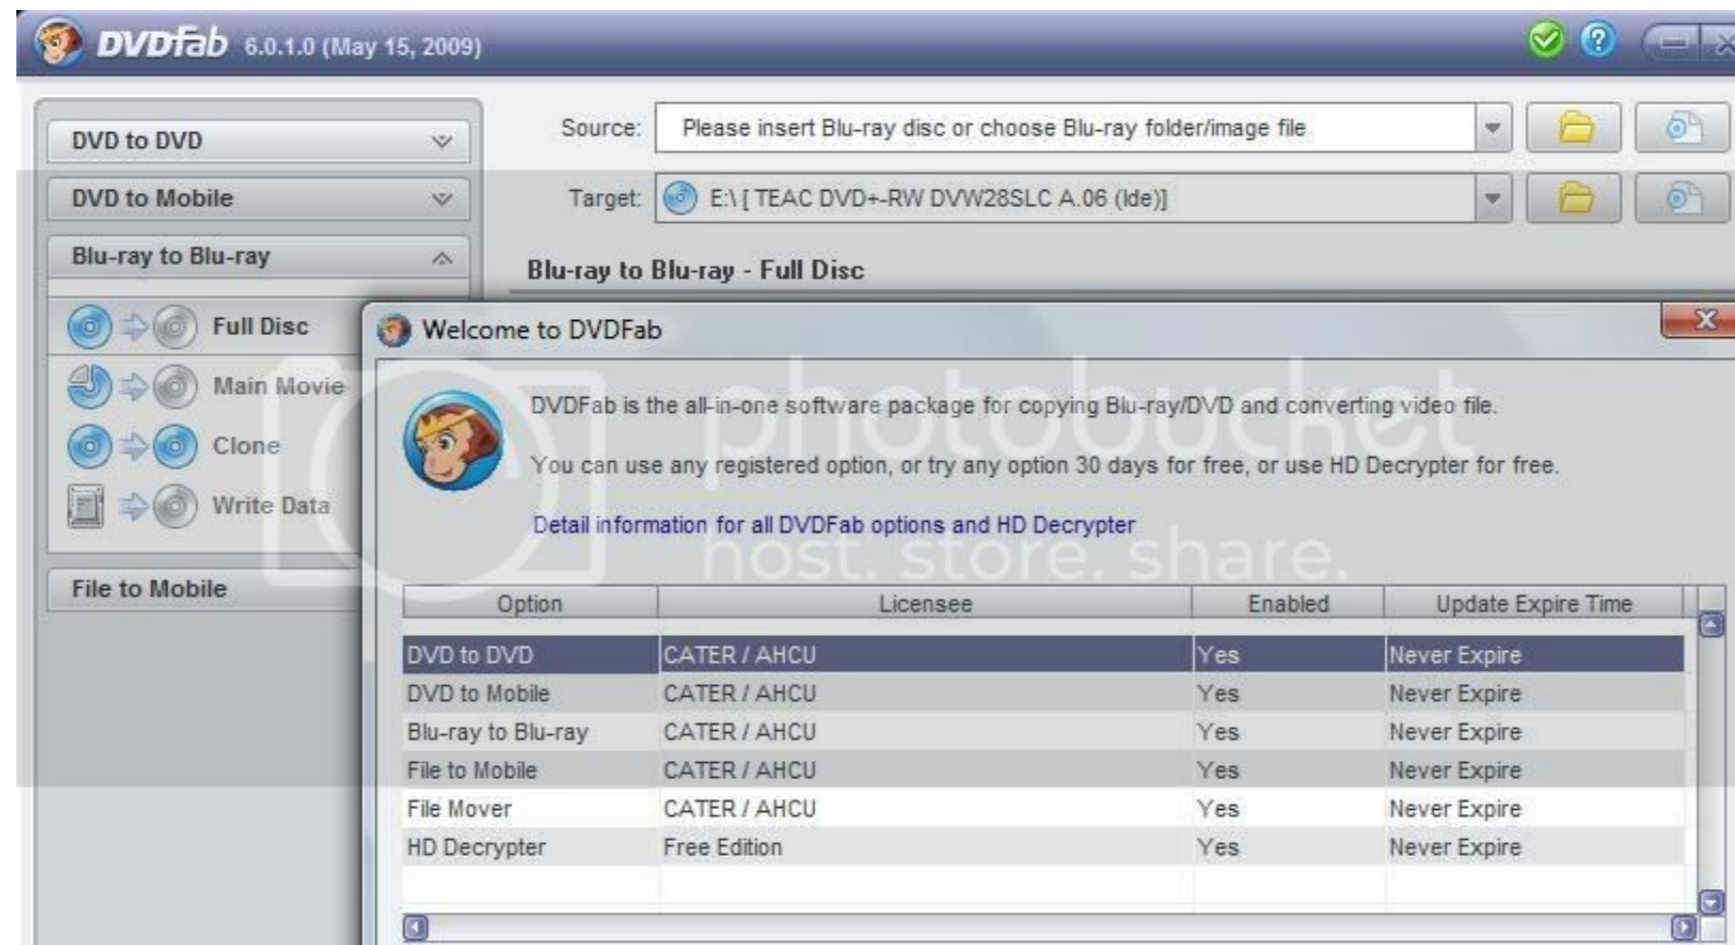 DVDFab 6.0.1.0 (May 15, 2009)
DVD to DVD
DVD to Mobile
Blu-ray to Blu-ray
Full Disc
Main Movie
Clone
Write Data
File to Mobile
Source: Please insert Blu-ray disc or choose Blu-ray folder/image file
Target: E:\ [ TEAC DVD+-RW DVW28SLC A.06 (Ide)]
Blu-ray to Blu-ray - Full Disc
Welcome to DVDFab
DVDFab is the all-in-one software package for copying Blu-ray/DVD and converting video file.
You can use any registered option, or try any option 30 days for free, or use HD Decrypter for free.
Detail information for all DVDFab options and HD Decrypter
Option Licensee Enabled Update Expire Time
DVD to DVD CATER / AHCU Yes Never Expire
DVD to Mobile CATER / AHCU Yes Never Expire
Blu-ray to Blu-ray CATER / AHCU Yes Never Expire
File to Mobile CATER / AHCU Yes Never Expire
File Mover CATER / AHCU Yes Never Expire
HD Decrypter Free Edition Yes Never Expire
photobucket
host. store. share.